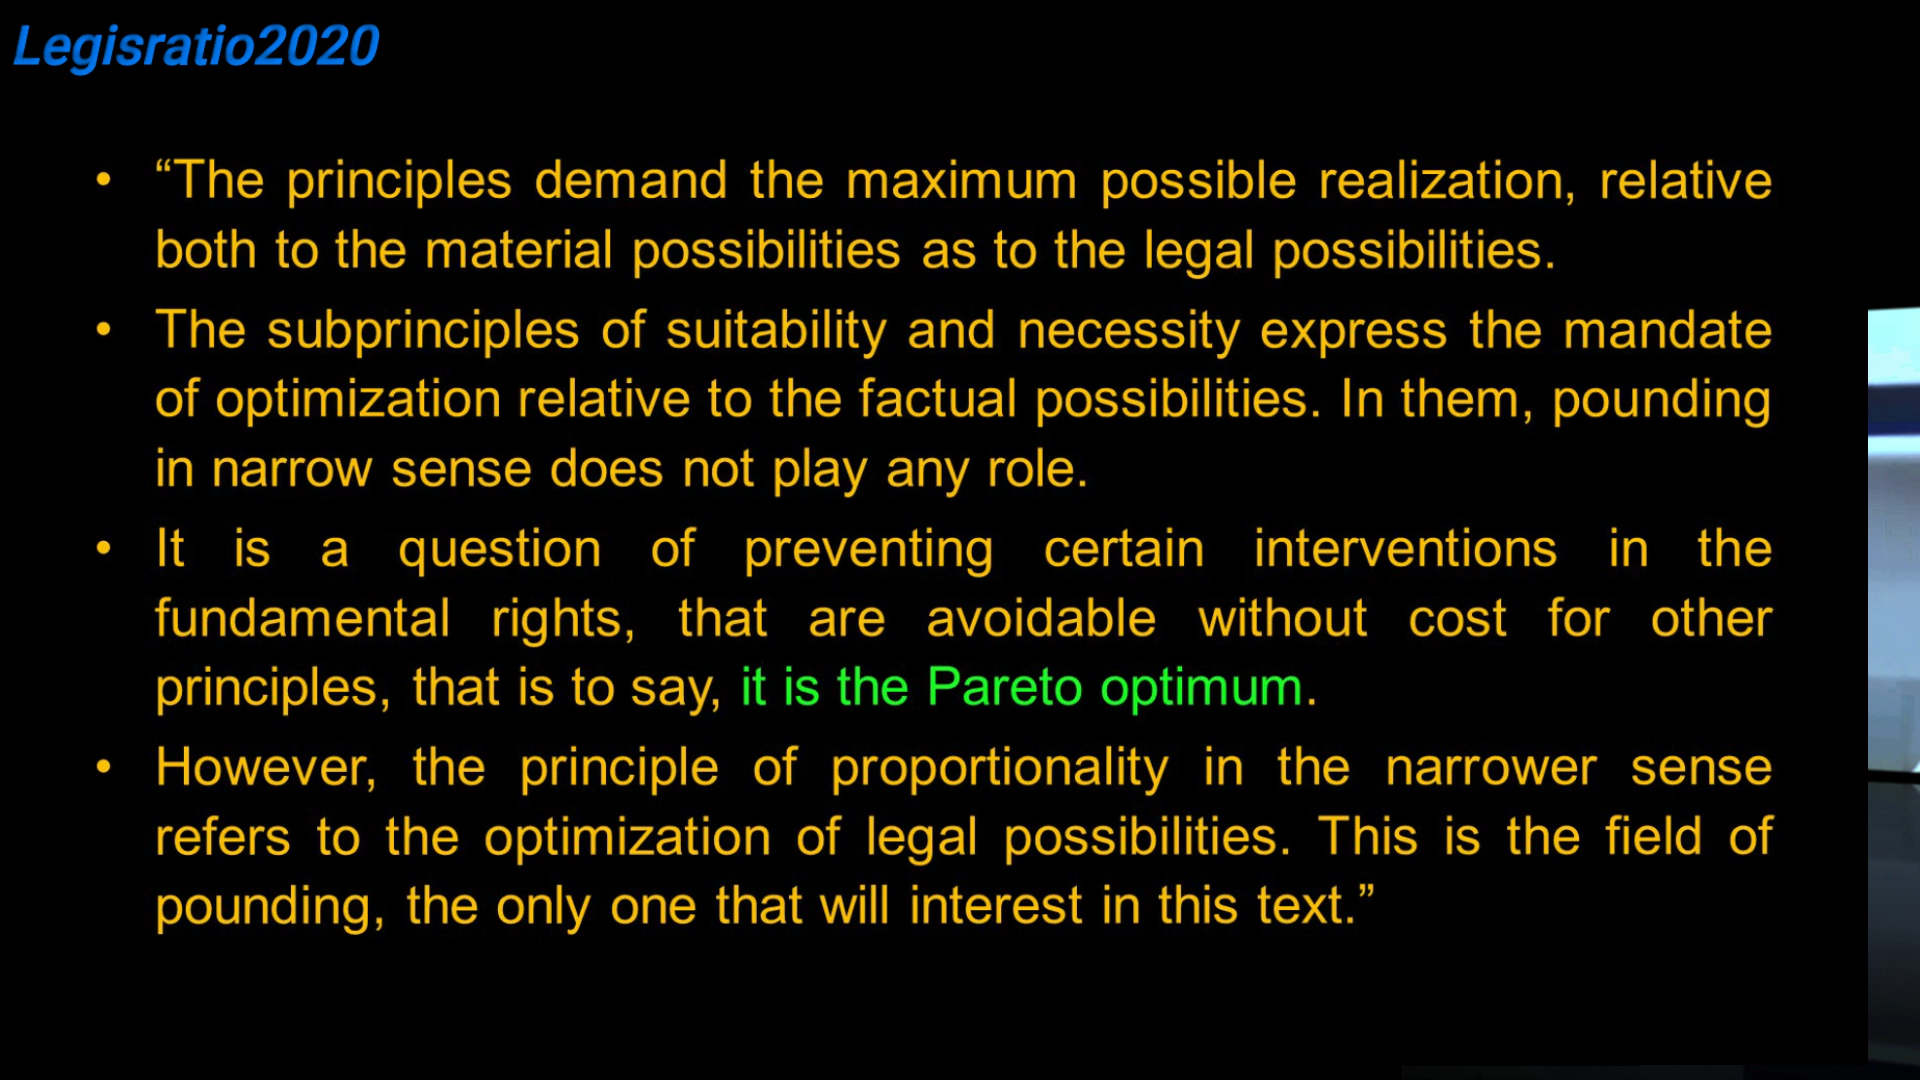 Legisratio2020
• “The principles demand the maximum possible realization, relative
both to the material possibilities as to the legal possibilities.
• The subprinciples of suitability and necessity express the mandate
of optimization relative to the factual possibilities. In them, pounding
in narrow sense does not play any role.
• It is a question of preventing certain interventions in the
fundamental rights, that are avoidable without cost for other
principles, that is to say, it is the Pareto optimum.
• However, the principle of proportionality in the narrower sense
refers to the optimization of legal possibilities. This is the field of
pounding, the only one that will interest in this text.”